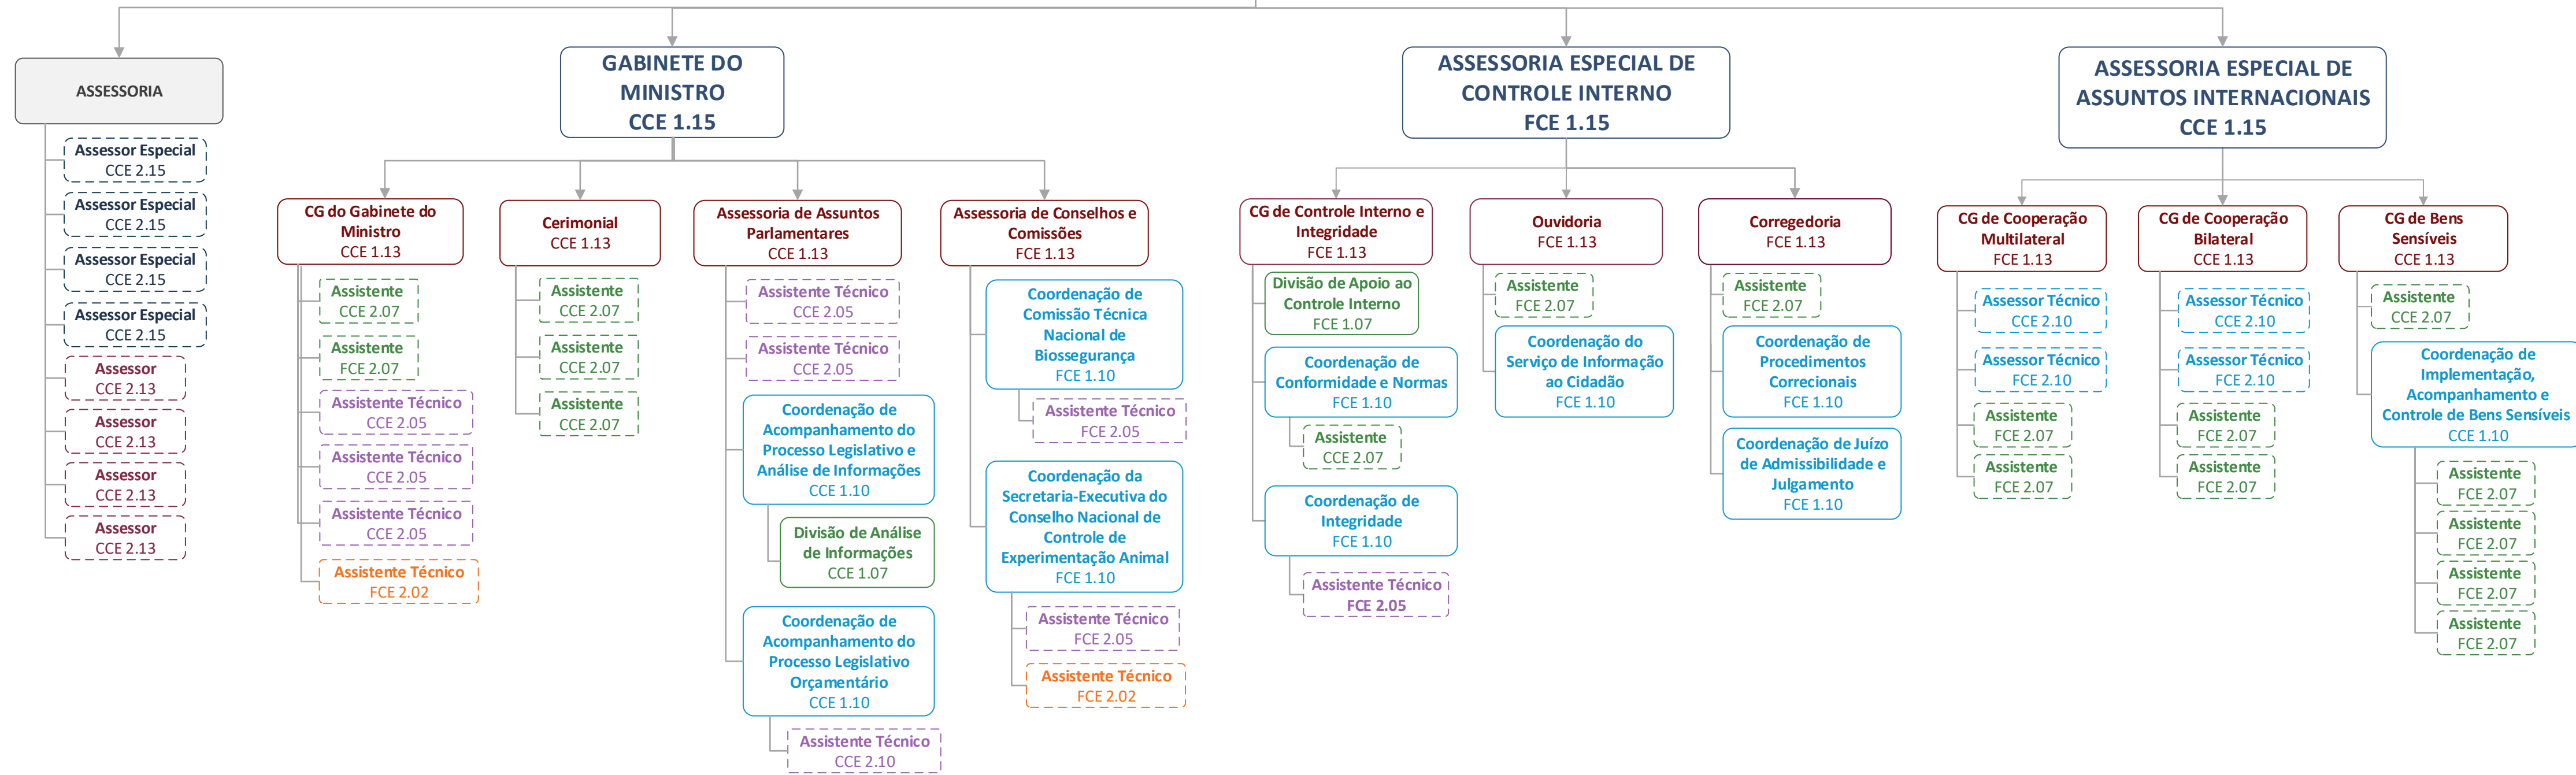 ASSESSORIA
Assessor Especial
CCE 2.15
Assessor Especial
CCE 2.15
Assessor Especial
CCE 2.15
Assessor Especial
CCE 2.15
Assessor
CCE 2.13
Assessor
CCE 2.13
Assessor
CCE 2.13
Assessor
CCE 2.13
GABINETE DO
MINISTRO
CCE 1.15
CG do Gabinete do
Ministro
CCE 1.13
Assistente
CCE 2.07
Assistente
FCE 2.07
Assistente Técnico
CCE 2.05
Assistente Técnico
CCE 2.05
Assistente Técnico
CCE 2.05
Assistente Técnico
FCE 2.02
Cerimonial
CCE 1.13
Assistente
CCE 2.07
Assistente
CCE 2.07
Assistente
CCE 2.07
Assessoria de Assuntos
Parlamentares
CCE 1.13
Assistente Técnico
CCE 2.05
Assistente Técnico
CCE 2.05
Coordenação de
Acompanhamento do
Processo Legislativo e
Análise de Informações
CCE 1.10
Divisão de Análise
de Informações
CCE 1.07
Coordenação de
Acompanhamento do
Processo Legislativo
Orçamentário
CCE 1.10
Assistente Técnico
CCE 2.10
Assessoria de Conselhos e
Comissões
FCE 1.13
Coordenação de
Comissão Técnica
Nacional de
Biossegurança
FCE 1.10
Assistente Técnico
FCE 2.05
Coordenação da
Secretaria-Executiva do
Conselho Nacional de
Controle de
Experimentação Animal
FCE 1.10
Assistente Técnico
FCE 2.05
Assistente Técnico
FCE 2.02
ASSESSORIA ESPECIAL DE
CONTROLE INTERNO
FCE 1.15
CG de Controle Interno e
Integridade
FCE 1.13
Divisão de Apoio ao
Controle Interno
FCE 1.07
Coordenação de
Conformidade e Normas
FCE 1.10
Assistente
CCE 2.07
Coordenação de
Integridade
FCE 1.10
Assistente Técnico
FCE 2.05
Ouvidoria
FCE 1.13
Assistente
FCE 2.07
Coordenação do
Serviço de Informação
ao Cidadão
FCE 1.10
Corregedoria
FCE 1.13
Assistente
FCE 2.07
Coordenação de
Procedimentos
Correcionais
FCE 1.10
Coordenação de Juízo
de Admissibilidade e
Julgamento
FCE 1.10
ASSESSORIA ESPECIAL DE
ASSUNTOS INTERNACIONAIS
CCE 1.15
CG de Cooperação
Multilateral
FCE 1.13
Assessor Técnico
CCE 2.10
Assessor Técnico
FCE 2.10
Assistente
FCE 2.07
Assistente
FCE 2.07
CG de Cooperação
Bilateral
CCE 1.13
Assessor Técnico
CCE 2.10
Assessor Técnico
FCE 2.10
Assistente
FCE 2.07
Assistente
FCE 2.07
CG de Bens
Sensíveis
CCE 1.13
Assistente
CCE 2.07
Coordenação de
Implementação,
Acompanhamento e
Controle de Bens Sensíveis
CCE 1.10
Assistente
FCE 2.07
Assistente
FCE 2.07
Assistente
FCE 2.07
Assistente
FCE 2.07